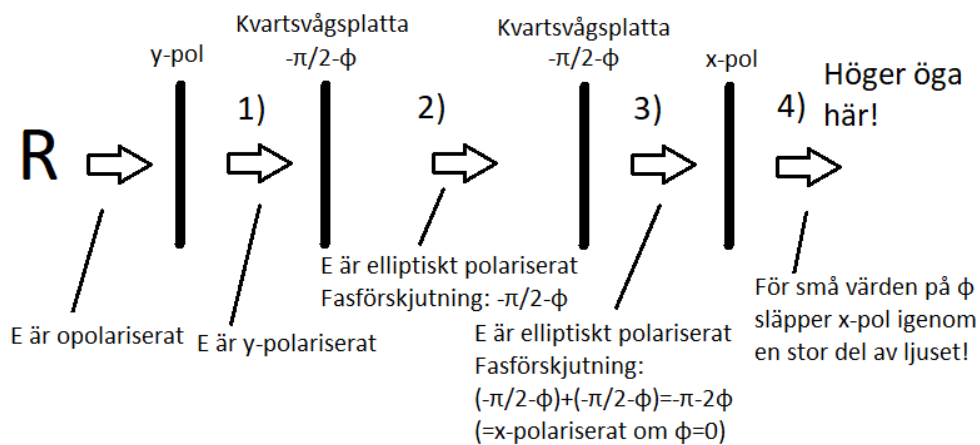 Kvartsvågsplatta
-π/2-ϕ
Kvartsvågsplatta
-π/2-ϕ
y-pol
x-pol
Höger öga
här!
R
1)
2)
3)
4)
E är opolariserat
E är y-polariserat
E är elliptiskt polariserat
Fasförskjutning: -π/2-ϕ
E är elliptiskt polariserat
Fasförskjutning:
(-π/2-ϕ)+(-π/2-ϕ)=-π-2ϕ
(=x-polariserat om ϕ=0)
För små värden på ϕ
släpper x-pol igenom
en stor del av ljuset!